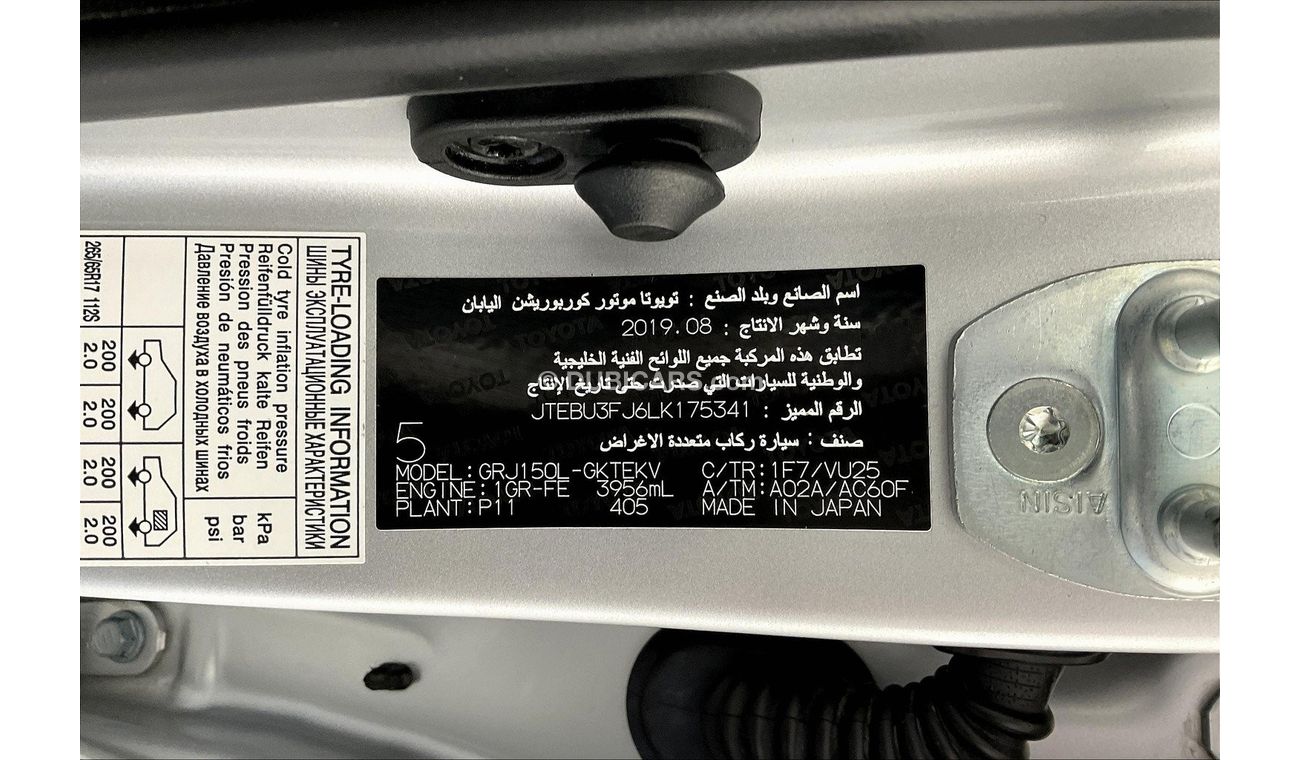 TYRE-LOADING INFORMATION
ШИНЫ ЭКСПЛУАТАЦИОННЫЕ ХАРАКТЕРИСТИКИ
Cold tyre inflation pressure
Reifenfülldruck kalte Reifen
Pression des pneus froids
Presión de neumáticos fríos
Давление воздуха в холодных шинах
kPa
bar
psi
265/65R17 112S
200
2.0
200
2.0
200
2.0
200
2.0
اسم الصانع وبلد الصنع : تويوتا موتور كوربوريشن اليابان
سنة وشهر الانتاج : 2019.08
تطابق هذه المركبة جميع اللوائح الفنية الخليجية
والوطنية للسيارات التي صدرت حتى تاريخ الإنتاج
© DUBICARS.com
الرقم المميز : JTEBU3FJ6LK175341
صنف : سيارة ركاب متعددة الاغراض
5
MODEL:GRJ150L-GKTEKV C/TR:1F7/VU25
ENGINE:1GR-FE 3956mL A/TM:A02A/AC60F
PLANT:P11 405 MADE IN JAPAN
AISIN